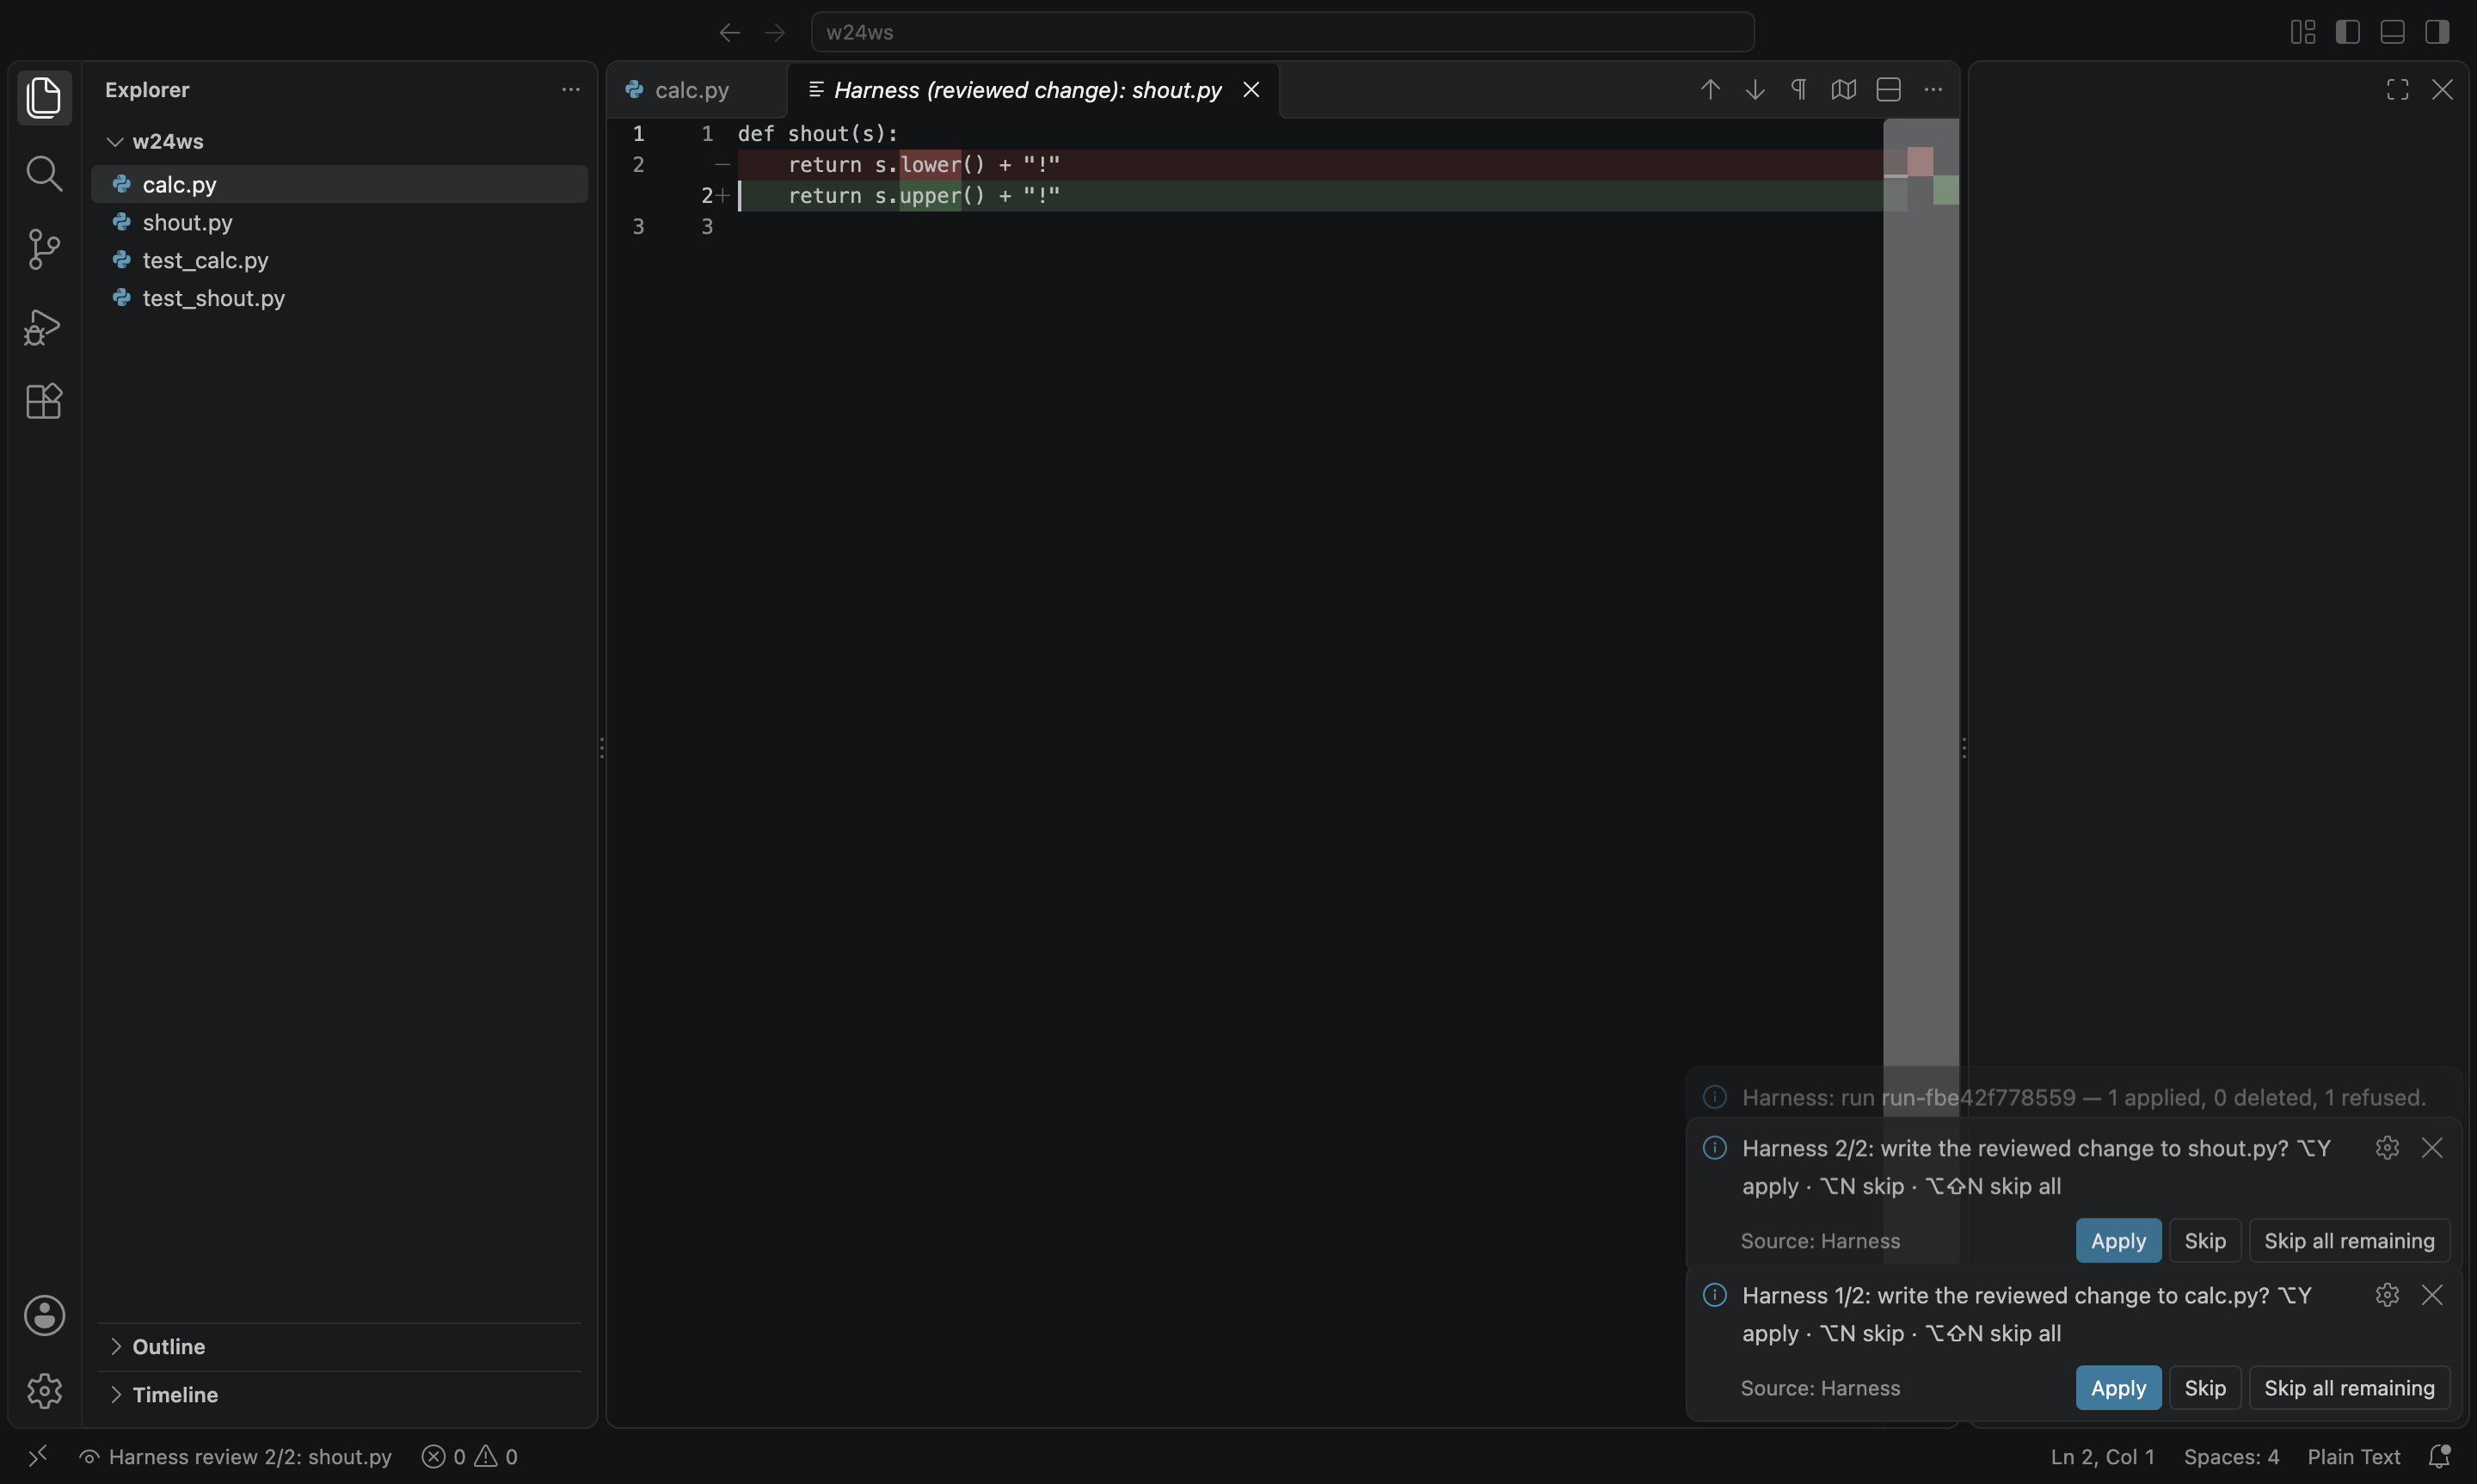 w24ws
Explorer
w24ws
calc.py
shout.py
test_calc.py
test_shout.py
Outline
Timeline
calc.py
Harness (reviewed change): shout.py
1 1 def shout(s):
2 — return s.lower() + "!"
2+ return s.upper() + "!"
3 3
Harness: run run-fbe42f778559 — 1 applied, 0 deleted, 1 refused.
Harness 2/2: write the reviewed change to shout.py? ⌥Y
apply · ⌥N skip · ⌥⇧N skip all
Source: Harness Apply Skip Skip all remaining
Harness 1/2: write the reviewed change to calc.py? ⌥Y
apply · ⌥N skip · ⌥⇧N skip all
Source: Harness Apply Skip Skip all remaining
Harness review 2/2: shout.py 0 0 Ln 2, Col 1 Spaces: 4 Plain Text